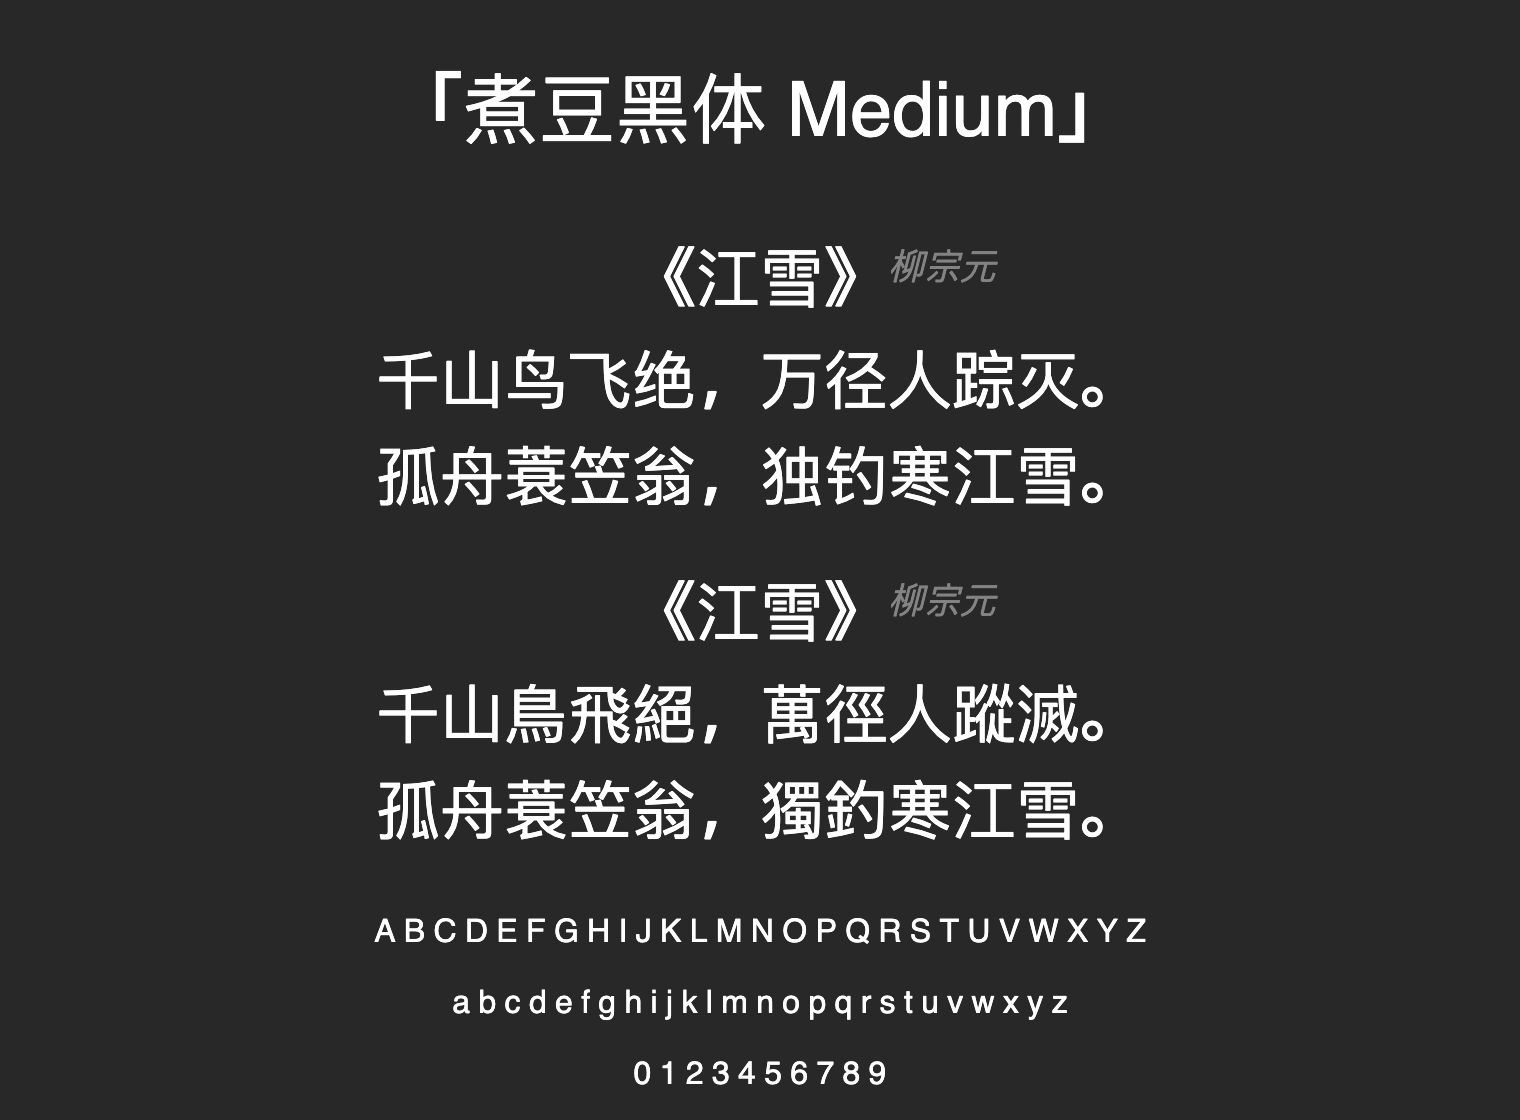 「煮豆黑体 Medium」
《江雪》柳宗元
千山鸟飞绝，万径人踪灭。
孤舟蓑笠翁，独钓寒江雪。
《江雪》柳宗元
千山鳥飛絕，萬徑人蹤滅。
孤舟蓑笠翁，獨釣寒江雪。
A B C D E F G H I J K L M N O P Q R S T U V W X Y Z
a b c d e f g h i j k l m n o p q r s t u v w x y z
0 1 2 3 4 5 6 7 8 9